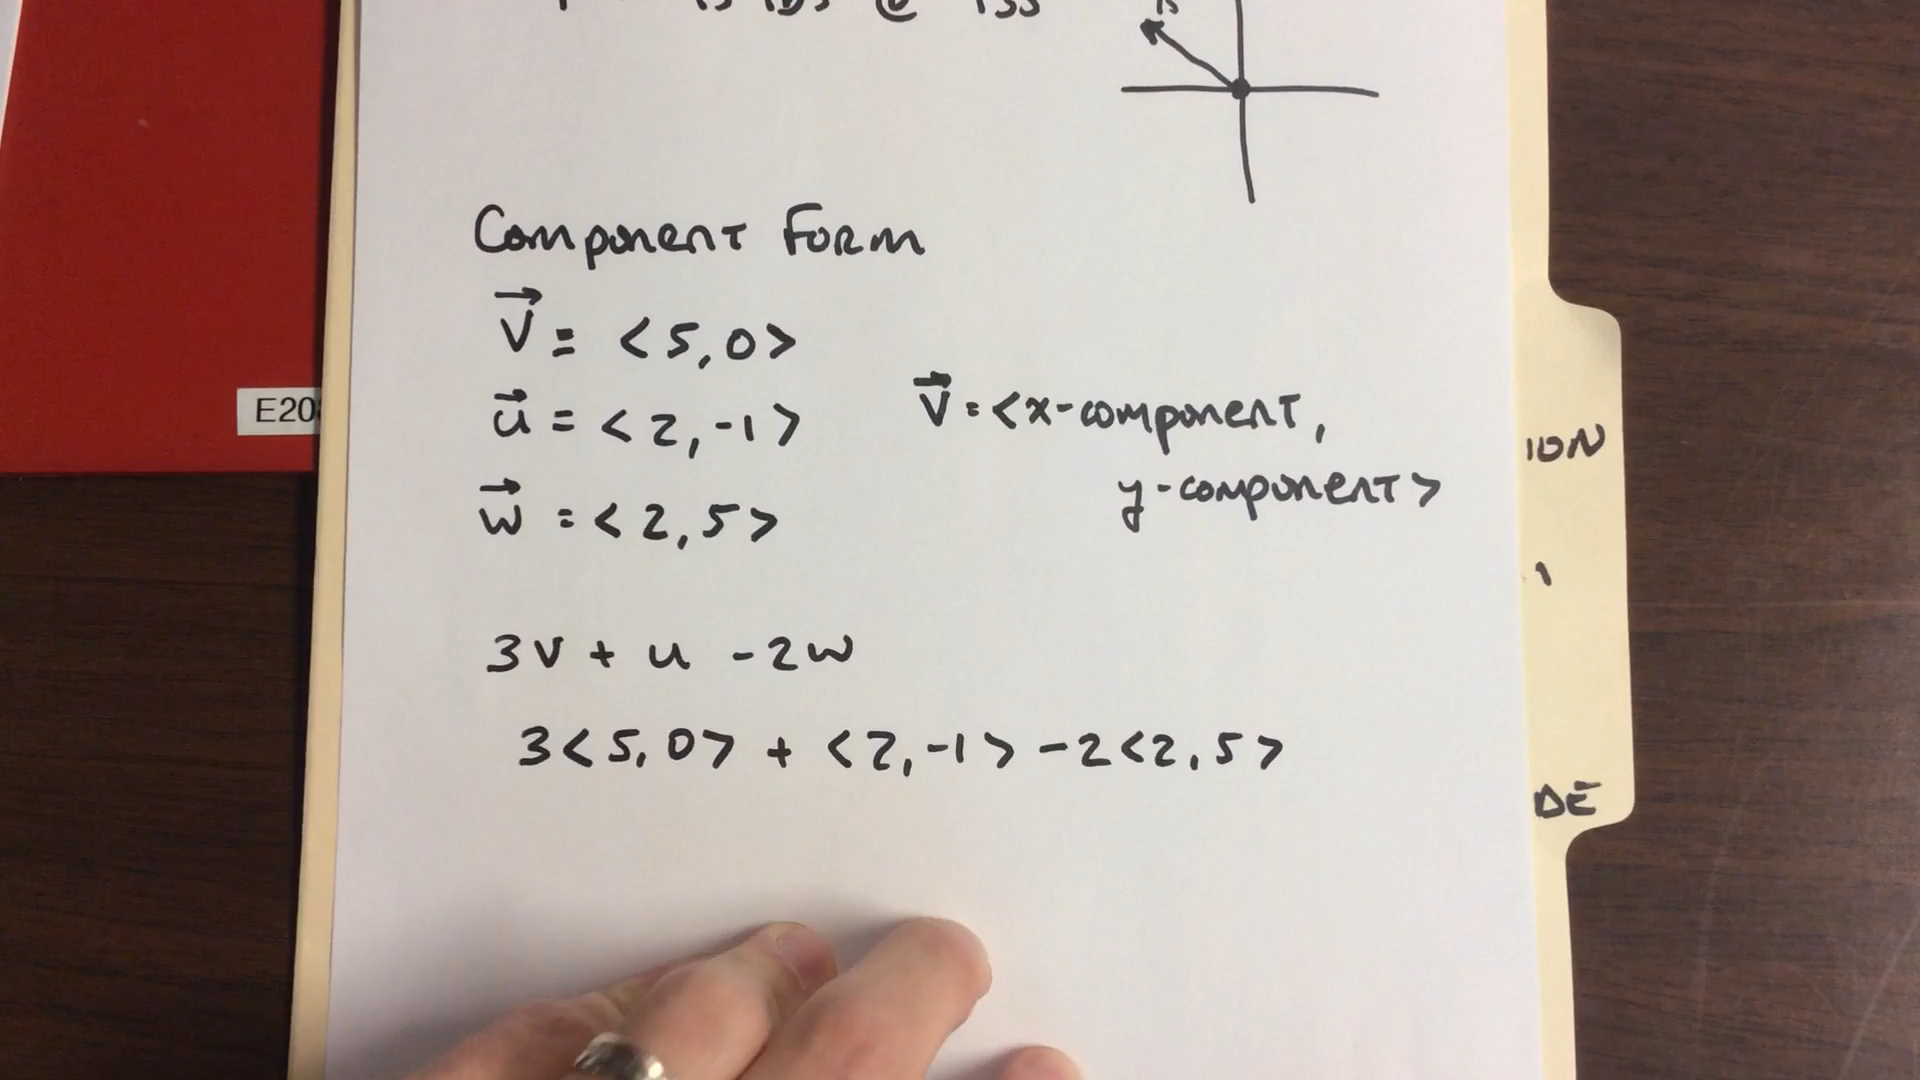 Component Form
V = <5,0>
u = <2,-1>
w = <2,5>
V = <x-component,
y-component>
3v + u - 2w
3<5,0> + <2,-1> -2<2,5>
E20
ION
DE